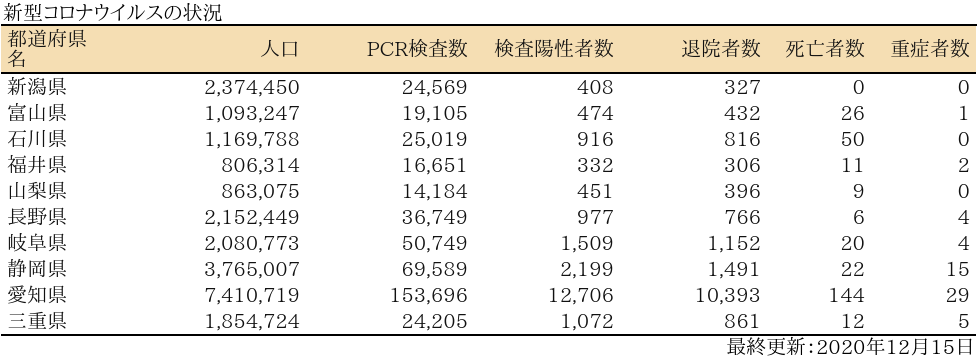 新型コロナウイルスの状況
都道府県名 人口 PCR検査数 検査陽性者数 退院者数 死亡者数 重症者数
新潟県 2,374,450 24,569 408 327 0 0
富山県 1,093,247 19,105 474 432 26 1
石川県 1,169,788 25,019 916 816 50 0
福井県 806,314 16,651 332 306 11 2
山梨県 863,075 14,184 451 396 9 0
長野県 2,152,449 36,749 977 766 6 4
岐阜県 2,080,773 50,749 1,509 1,152 20 4
静岡県 3,765,007 69,589 2,199 1,491 22 15
愛知県 7,410,719 153,696 12,706 10,393 144 29
三重県 1,854,724 24,205 1,072 861 12 5
最終更新:2020年12月15日